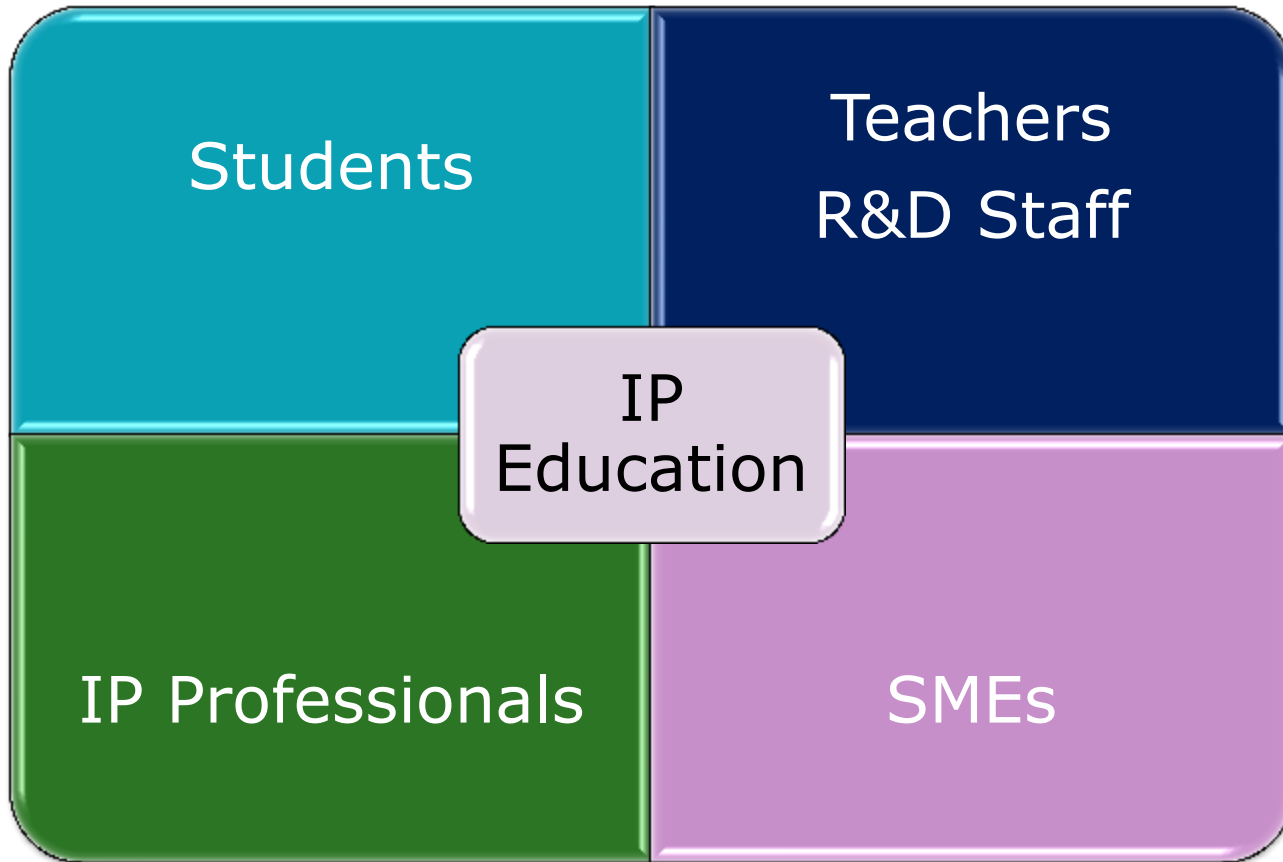 Students
Teachers
R&D Staff
IP
Education
IP Professionals
SMEs